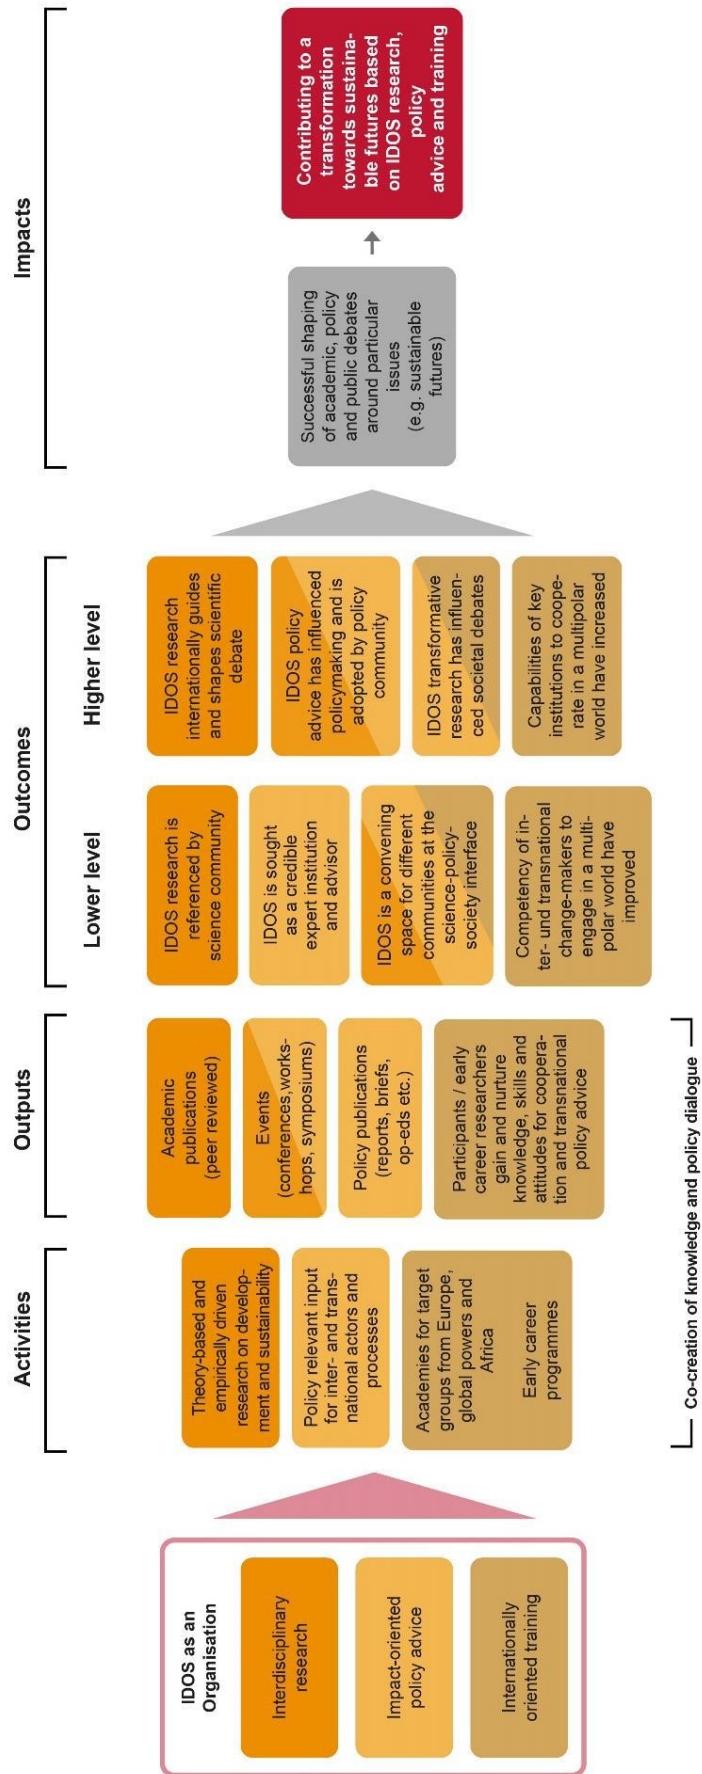 IDOS as an
Organisation
Interdisciplinary
research
Impact-oriented
policy advice
Internationally
oriented training
Activities
Theory-based and
empirically driven
research on develop-
ment and sustainability
Policy relevant input
for inter- and trans-
national actors and
processes
Academies for target
groups from Europe,
global powers and
Africa
Early career
programmes
Outputs
Academic
publications
(peer reviewed)
Events
(conferences,works-
hops, symposiums)
Policy publications
(reports, briefs,
op-eds etc.)
Participants / early
career researchers
gain and nurture
knowledge, skills and
attitudes for coopera-
tion and transnational
policy advice
Co-creation of knowledge and policy dialogue
Outcomes
Lower level
IDOS research is
referenced by
science community
IDOS is sought
as a credible
expert institution
and advisor
IDOS is a convening
space for different
communities at the
science-policy-
society interface
Competency of in-
ter- und transnational
change-makers to
engage in a multi-
polar world have
improved
Higher level
IDOS research
internationally guides
and shapes scientific
debate
IDOS policy
advice has influenced
policymaking and is
adopted by policy
community
IDOS transformative
research has influen-
ced societal debates
Capabilities of key
institutions to coope-
rate in a multipolar
world have increased
Impacts
Successful shaping
of academic, policy
and public debates
around particular
issues
(e.g. sustainable
futures)
Contributing to a
transformation
towards sustaina-
ble futures based
on IDOS research,
policy
advice and training